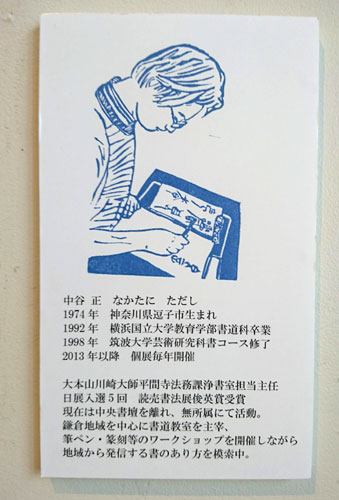 中谷 正 なかたに ただし
1974年 神奈川県逗子市生まれ
1992年 横浜国立大学教育学部書道科卒業
1998年 筑波大学芸術研究科書コース修了
2013年以降 個展毎年開催
大本山川崎大師平間寺法務課浄書室担当主任
日展入選5回 読売書法展俊英賞受賞
現在は中央書壇を離れ、無所属にて活動。
鎌倉地域を中心に書道教室を主宰、
筆ペン・篆刻等のワークショップを開催しながら
地域から発信する書のあり方を模索中。